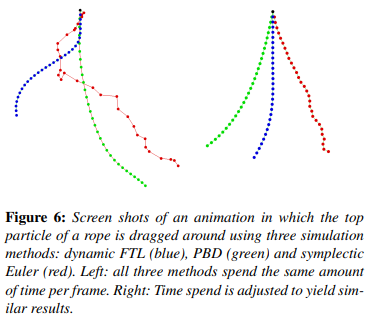 Figure 6: Screen shots of an animation in which the top
particle of a rope is dragged around using three simulation
methods: dynamic FTL (blue), PBD (green) and symplectic
Euler (red). Left: all three methods spend the same amount
of time per frame. Right: Time spend is adjusted to yield sim-
ilar results.